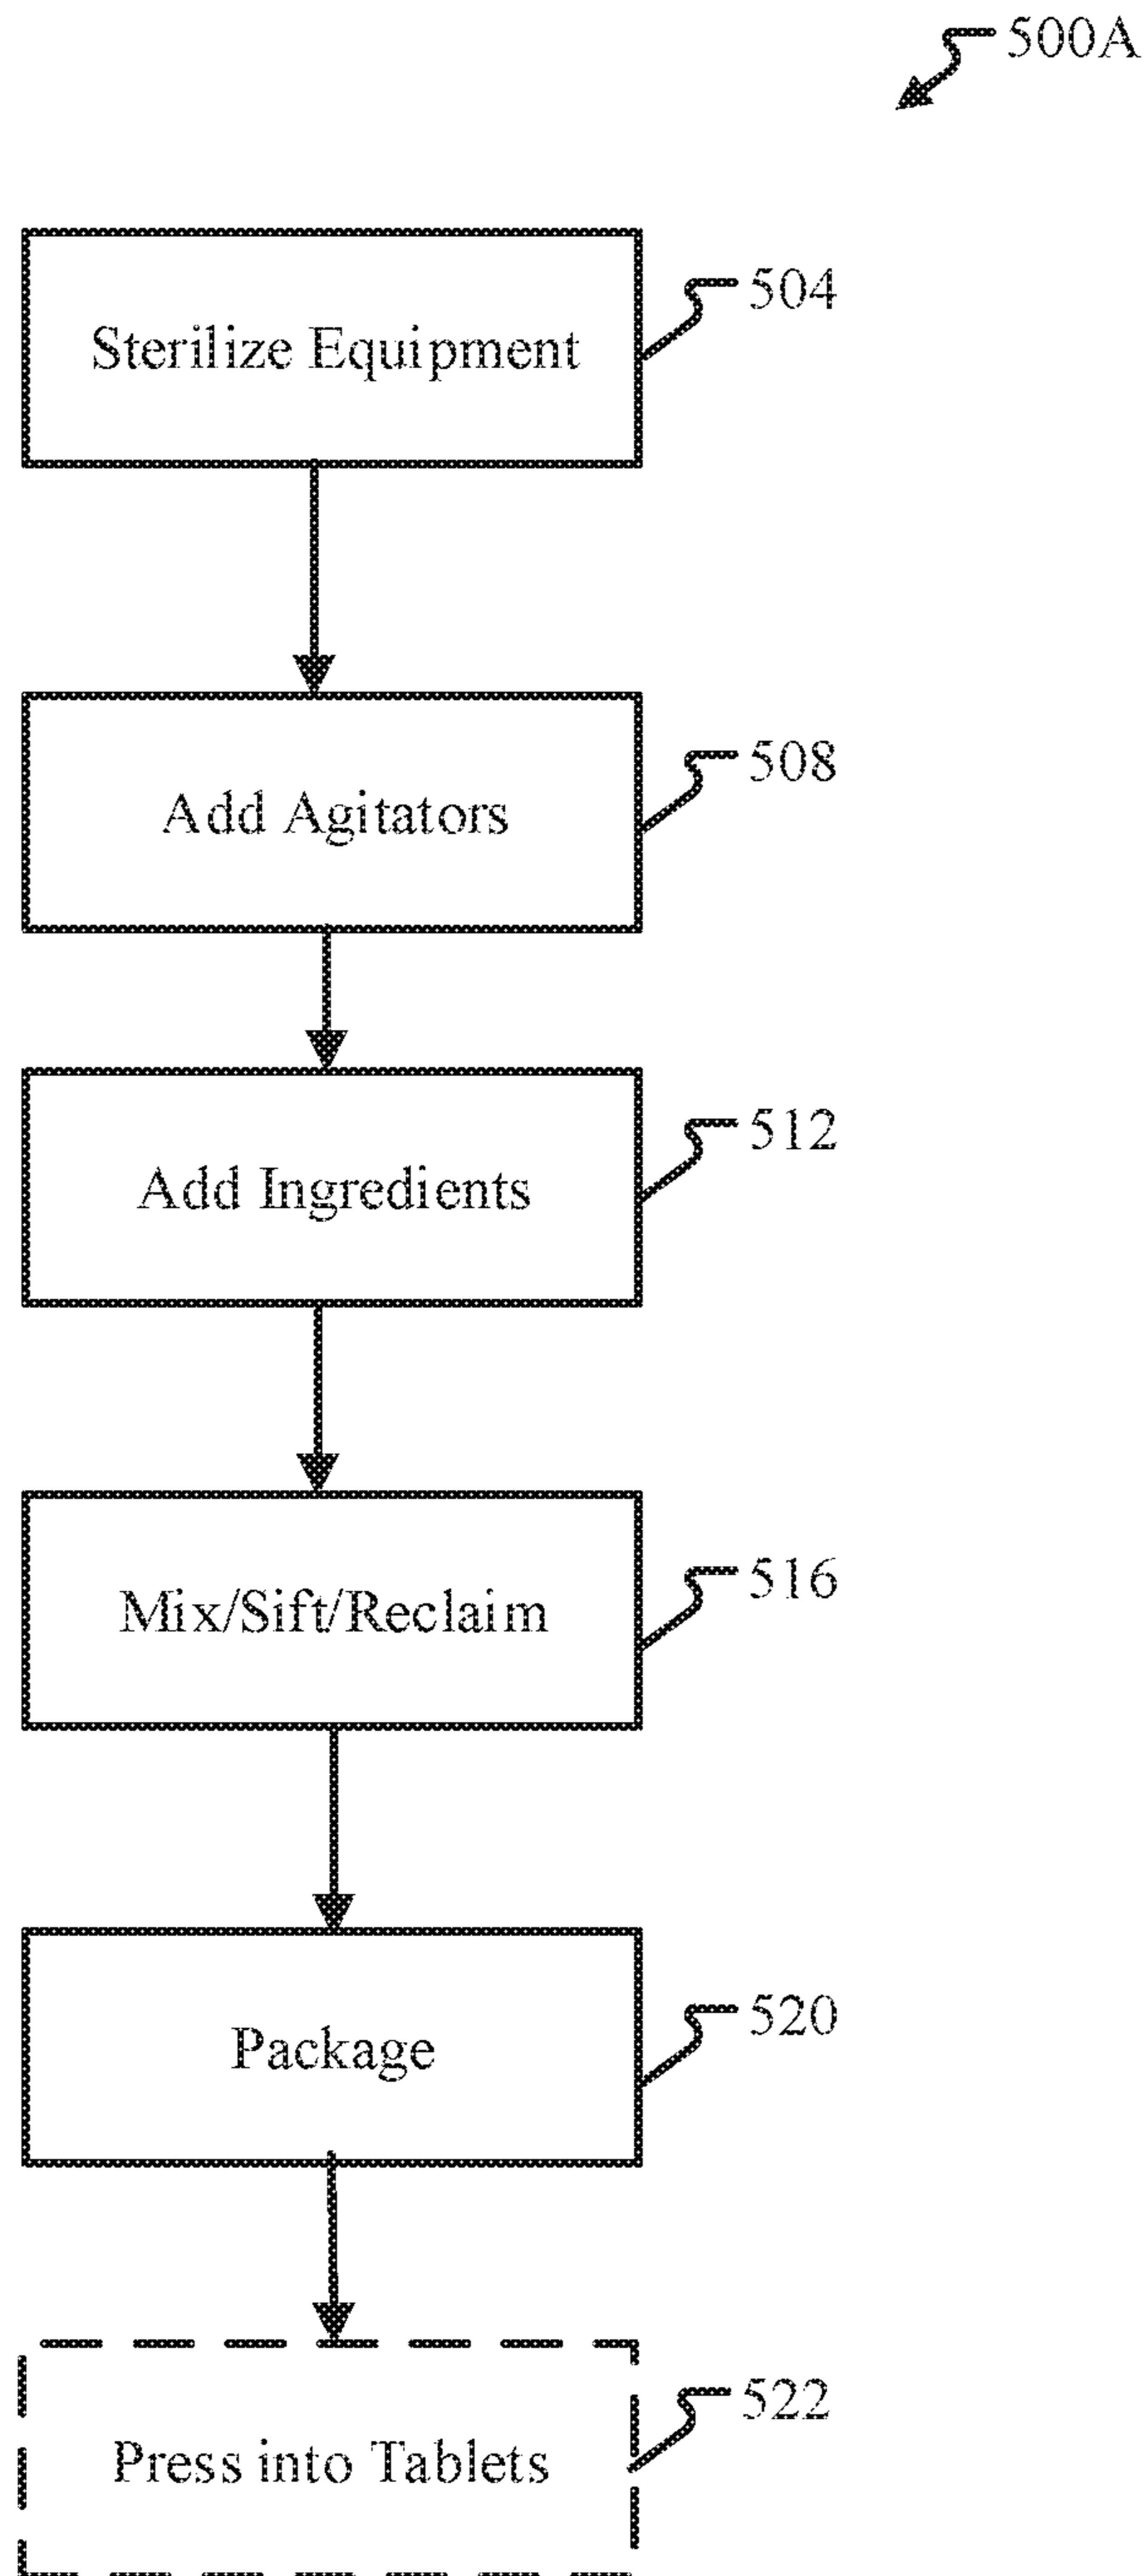 500A
Sterilize Equipment
504
Add Agitators
508
Add Ingredients
512
Mix/Sift/Reclaim
516
Package
520
Press into Tablets
522